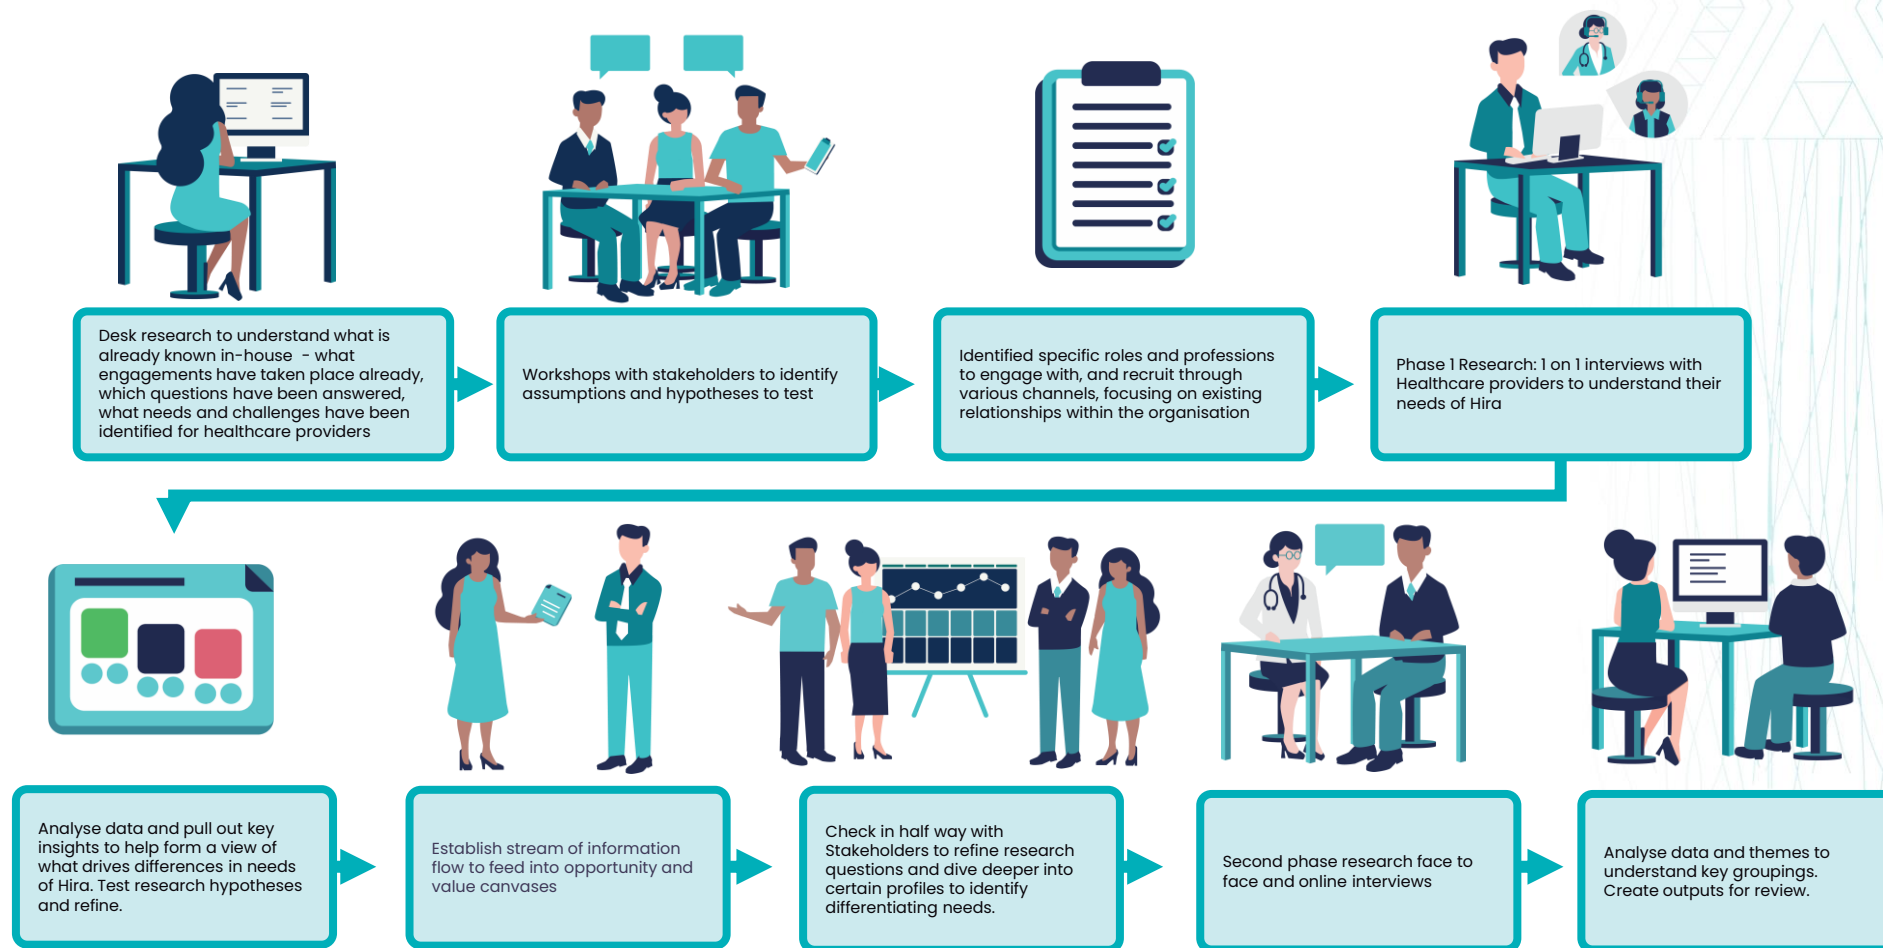 Desk research to understand what is
already known in-house - what
engagements have taken place already,
which questions have been answered,
what needs and challenges have been
identified for healthcare providers
Workshops with stakeholders to identify
assumptions and hypotheses to test
Identified specific roles and professions
to engage with, and recruit through
various channels, focusing on existing
relationships within the organisation
Phase 1 Research: 1 on 1 interviews with
Healthcare providers to understand their
needs of Hira
Analyse data and pull out key
insights to help form a view of
what drives differences in needs
of Hira. Test research hypotheses
and refine.
Establish stream of information
flow to feed into opportunity and
value canvases
Check in half way with
Stakeholders to refine research
questions and dive deeper into
certain profiles to identify
differentiating needs.
Second phase research face to
face and online interviews
Analyse data and themes to
understand key groupings.
Create outputs for review.